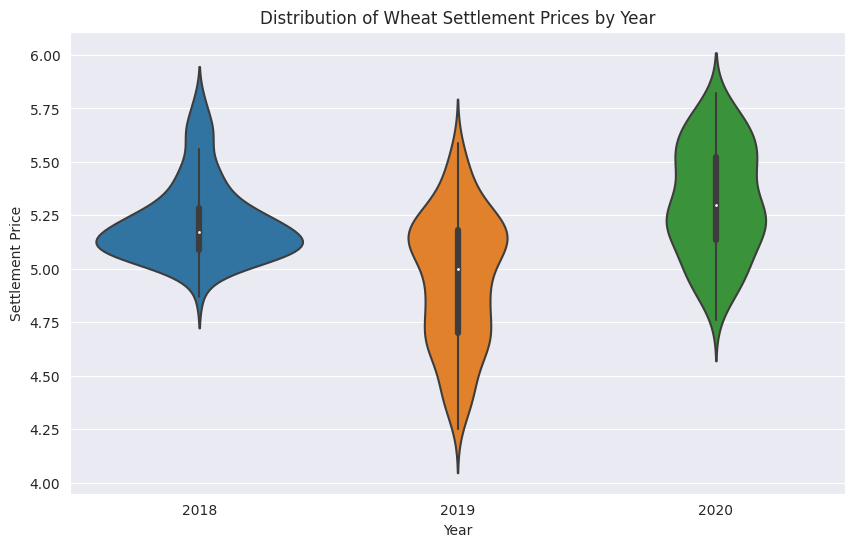 Distribution of Wheat Settlement Prices by Year
Settlement Price
6.00
5.75
5.50
5.25
5.00
4.75
4.50
4.25
4.00
2018 2019 2020
Year